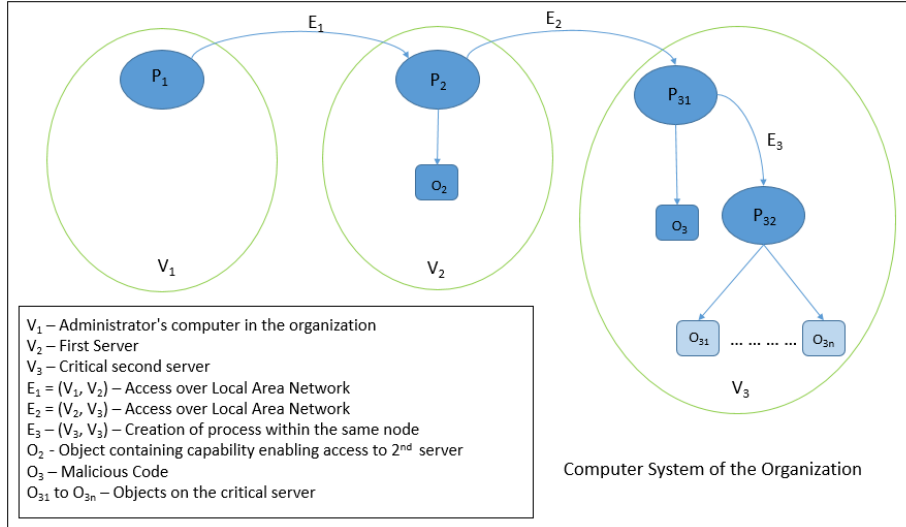 E₁
E₂
P₁
P₂
P₃₁
E₃
O₂
O₃
P₃₂
V₁
V₂
O₃₁
... ... ... ...
O₃ₙ
V₃
V₁ – Administrator's computer in the organization
V₂ – First Server
V₃ – Critical second server
E₁ = (V₁, V₂) – Access over Local Area Network
E₂ = (V₂, V₃) – Access over Local Area Network
E₃ – (V₃, V₃) – Creation of process within the same node
O₂ - Object containing capability enabling access to 2ⁿᵈ server
O₃ – Malicious Code
O₃₁ to O₃ₙ – Objects on the critical server
Computer System of the Organization